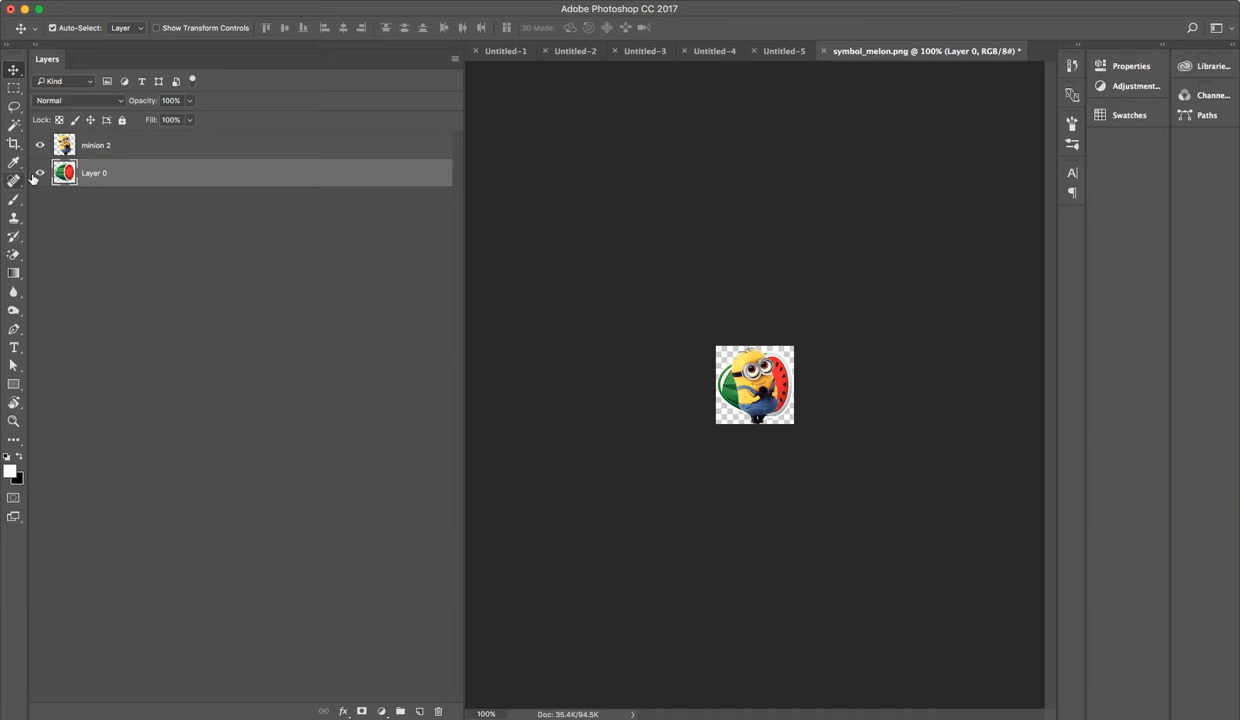 Adobe Photoshop CC 2017
Auto-Select: Layer Show Transform Controls 3D Mode:
Layers
Untitled-1 Untitled-2 Untitled-3 Untitled-4 Untitled-5 symbol_melon.png @ 100% (Layer 0, RGB/8#) *
Kind
Normal Opacity: 100%
Lock: Fill: 100%
minion 2
Layer 0
Properties
Adjustment...
Swatches
Librarie...
Channe...
Paths
fx
100% Doc: 35.4K/94.5K